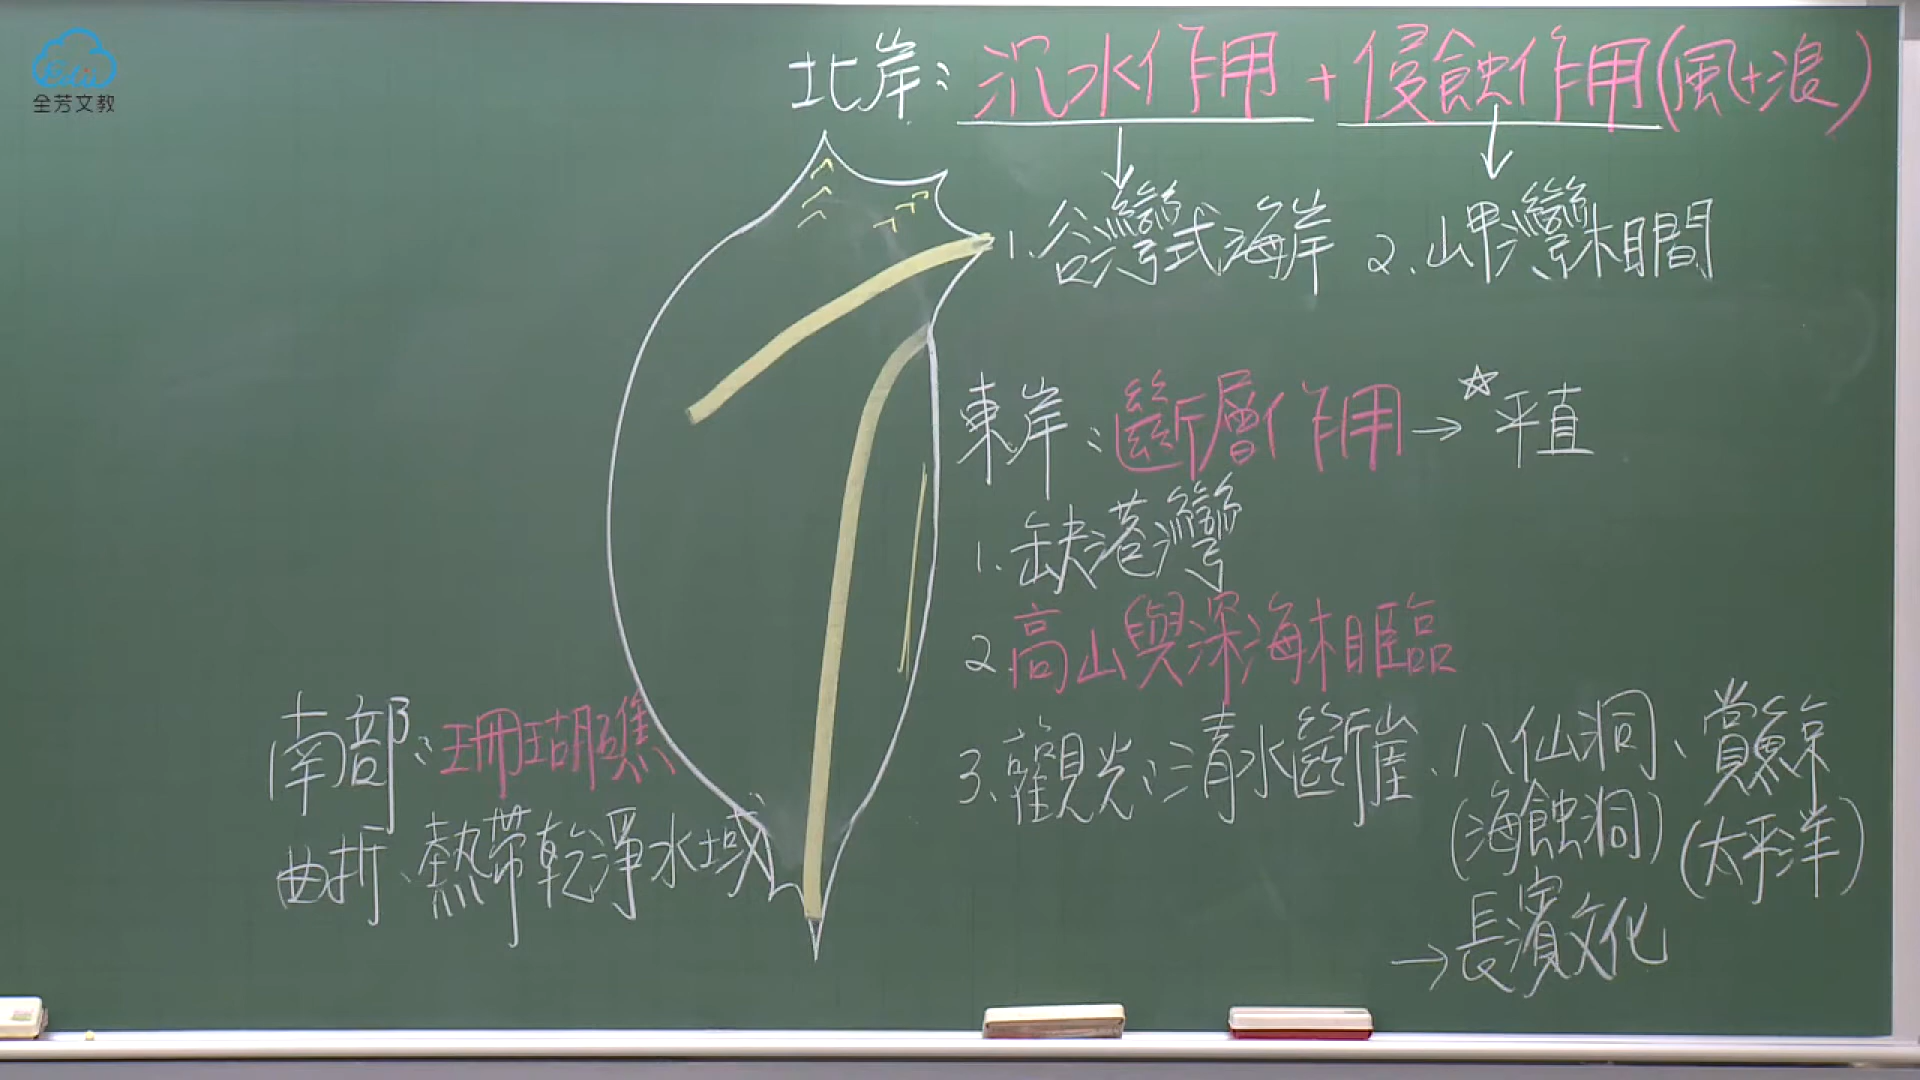 Bdu
全芳文教
北岸:沉水作用+侵蝕作用(風+浪)
1.谷灣式海岸 2.岬灣相間
東岸:斷層作用→☆平直
1.缺港灣
2.高山與深海相臨
3.觀光:清水斷崖、八仙洞、賞鯨
(海蝕洞)(太平洋)
→長濱文化
南部:珊瑚礁
曲折、熱帶乾淨水域